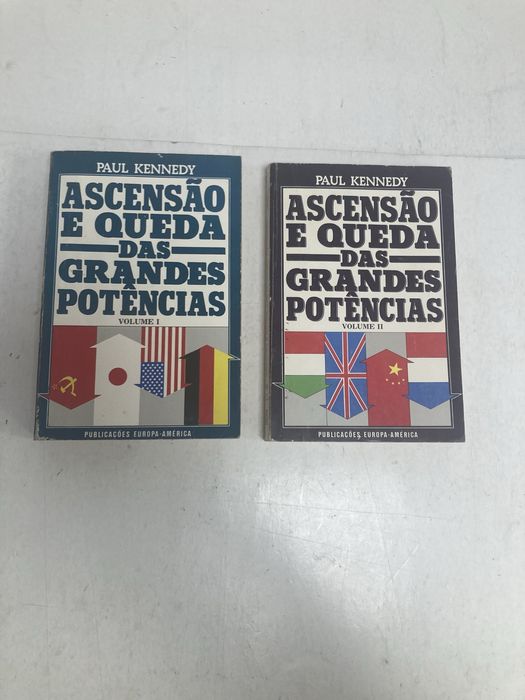 PAUL KENNEDY
ASCENSÃO
E QUEDA
DAS
GRANDES
POTÊNCIAS
VOLUME I
PUBLICAÇÕES EUROPA-AMÉRICA
PAUL KENNEDY
ASCENSÃO
E QUEDA
DAS
GRANDES
POTÊNCIAS
VOLUME II
PUBLICAÇÕES EUROPA-AMÉRICA